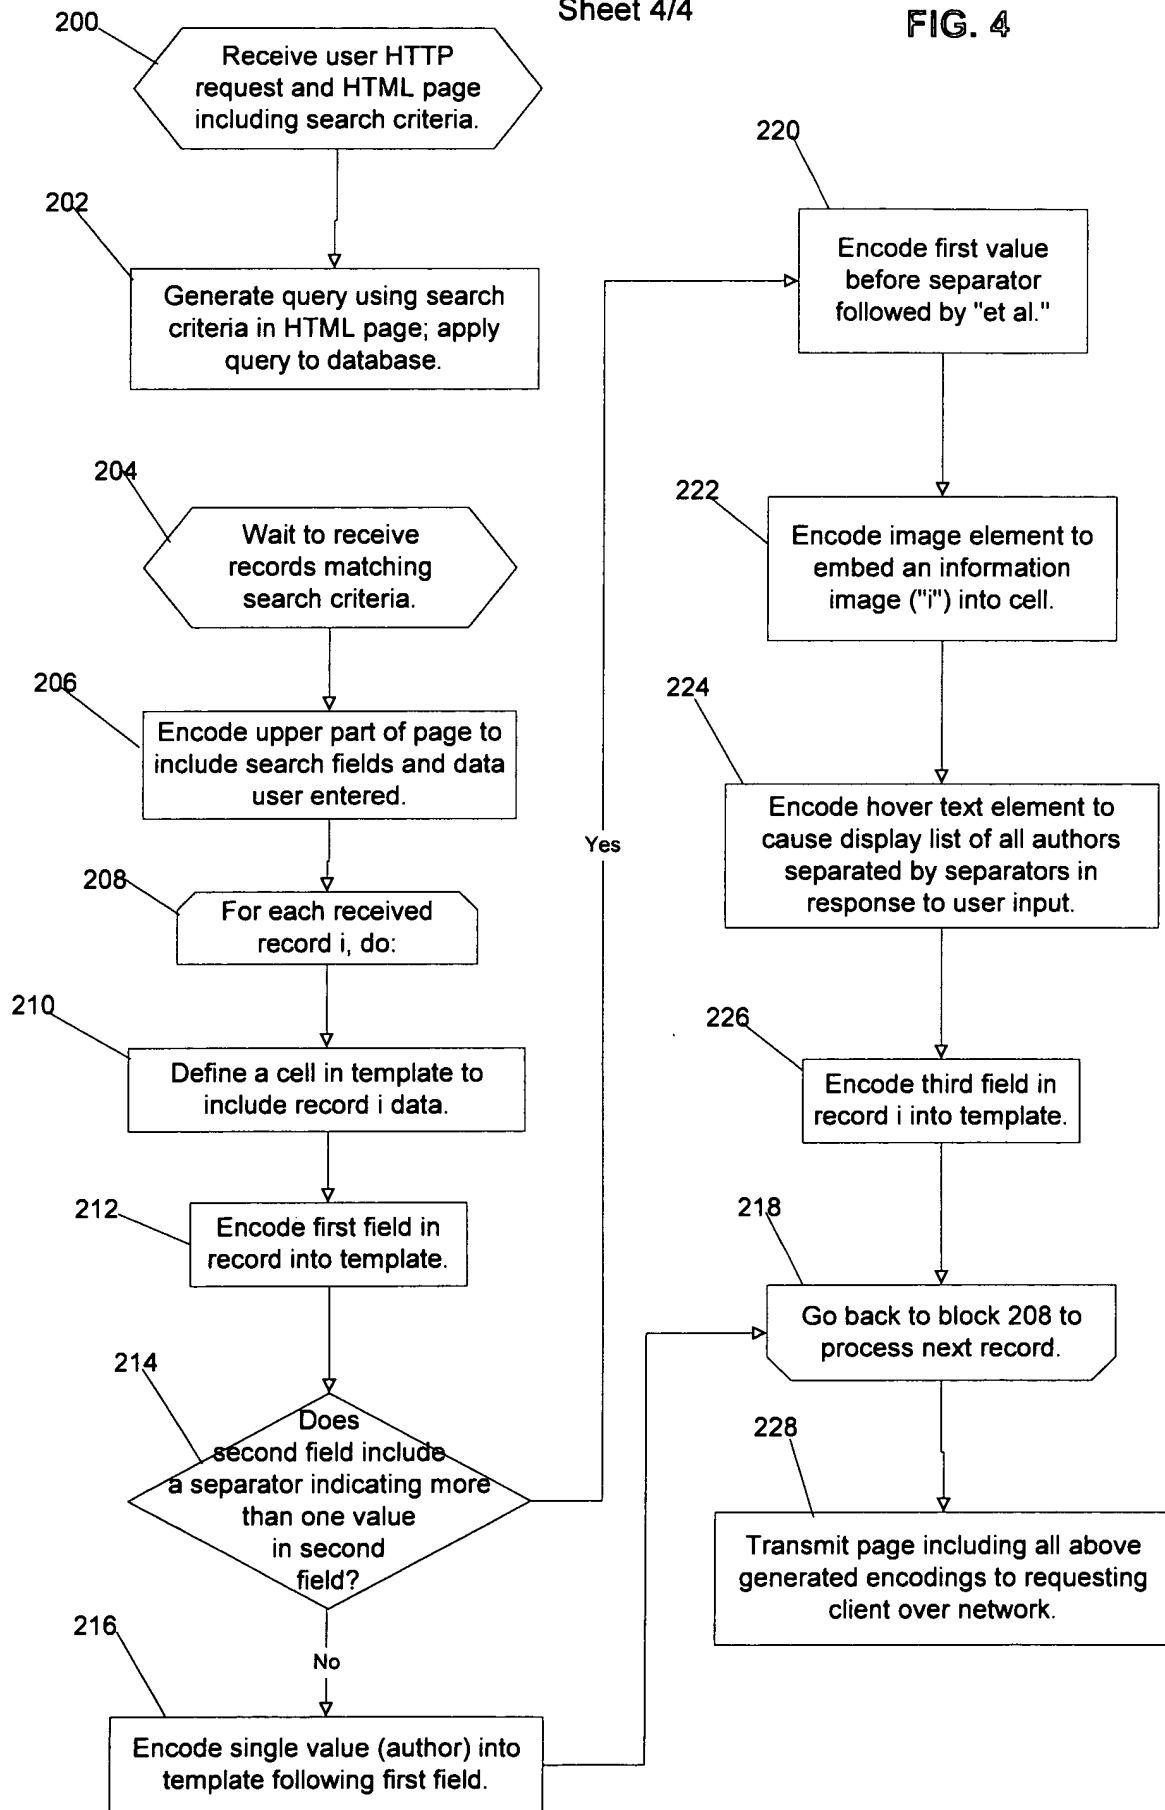 Sheet 4/4
FIG. 4
200
Receive user HTTP
request and HTML page
including search criteria.
202
Generate query using search
criteria in HTML page; apply
query to database.
204
Wait to receive
records matching
search criteria.
206
Encode upper part of page to
include search fields and data
user entered.
208
For each received
record i, do:
210
Define a cell in template to
include record i data.
212
Encode first field in
record into template.
214
Does
second field include
a separator indicating more
than one value
in second
field?
Yes
No
216
Encode single value (author) into
template following first field.
220
Encode first value
before separator
followed by "et al."
222
Encode image element to
embed an information
image ("i") into cell.
224
Encode hover text element to
cause display list of all authors
separated by separators in
response to user input.
226
Encode third field in
record i into template.
218
Go back to block 208 to
process next record.
228
Transmit page including all above
generated encodings to requesting
client over network.